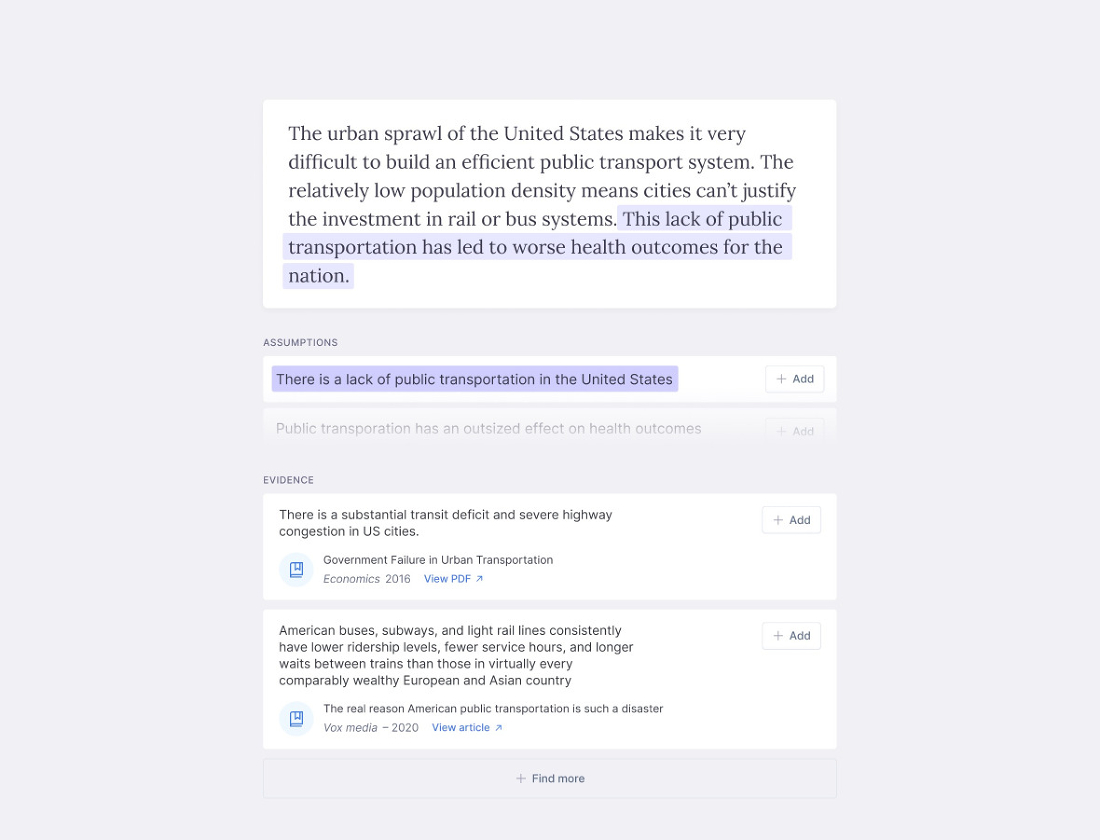 The urban sprawl of the United States makes it very
difficult to build an efficient public transport system. The
relatively low population density means cities can’t justify
the investment in rail or bus systems. This lack of public
transportation has led to worse health outcomes for the
nation.
ASSUMPTIONS
There is a lack of public transportation in the United States
+ Add
Public transporation has an outsized effect on health outcomes
+ Add
EVIDENCE
There is a substantial transit deficit and severe highway
congestion in US cities.
+ Add
Government Failure in Urban Transportation
Economics 2016 View PDF ↗
American buses, subways, and light rail lines consistently
have lower ridership levels, fewer service hours, and longer
waits between trains than those in virtually every
comparably wealthy European and Asian country
+ Add
The real reason American public transportation is such a disaster
Vox media – 2020 View article ↗
+ Find more